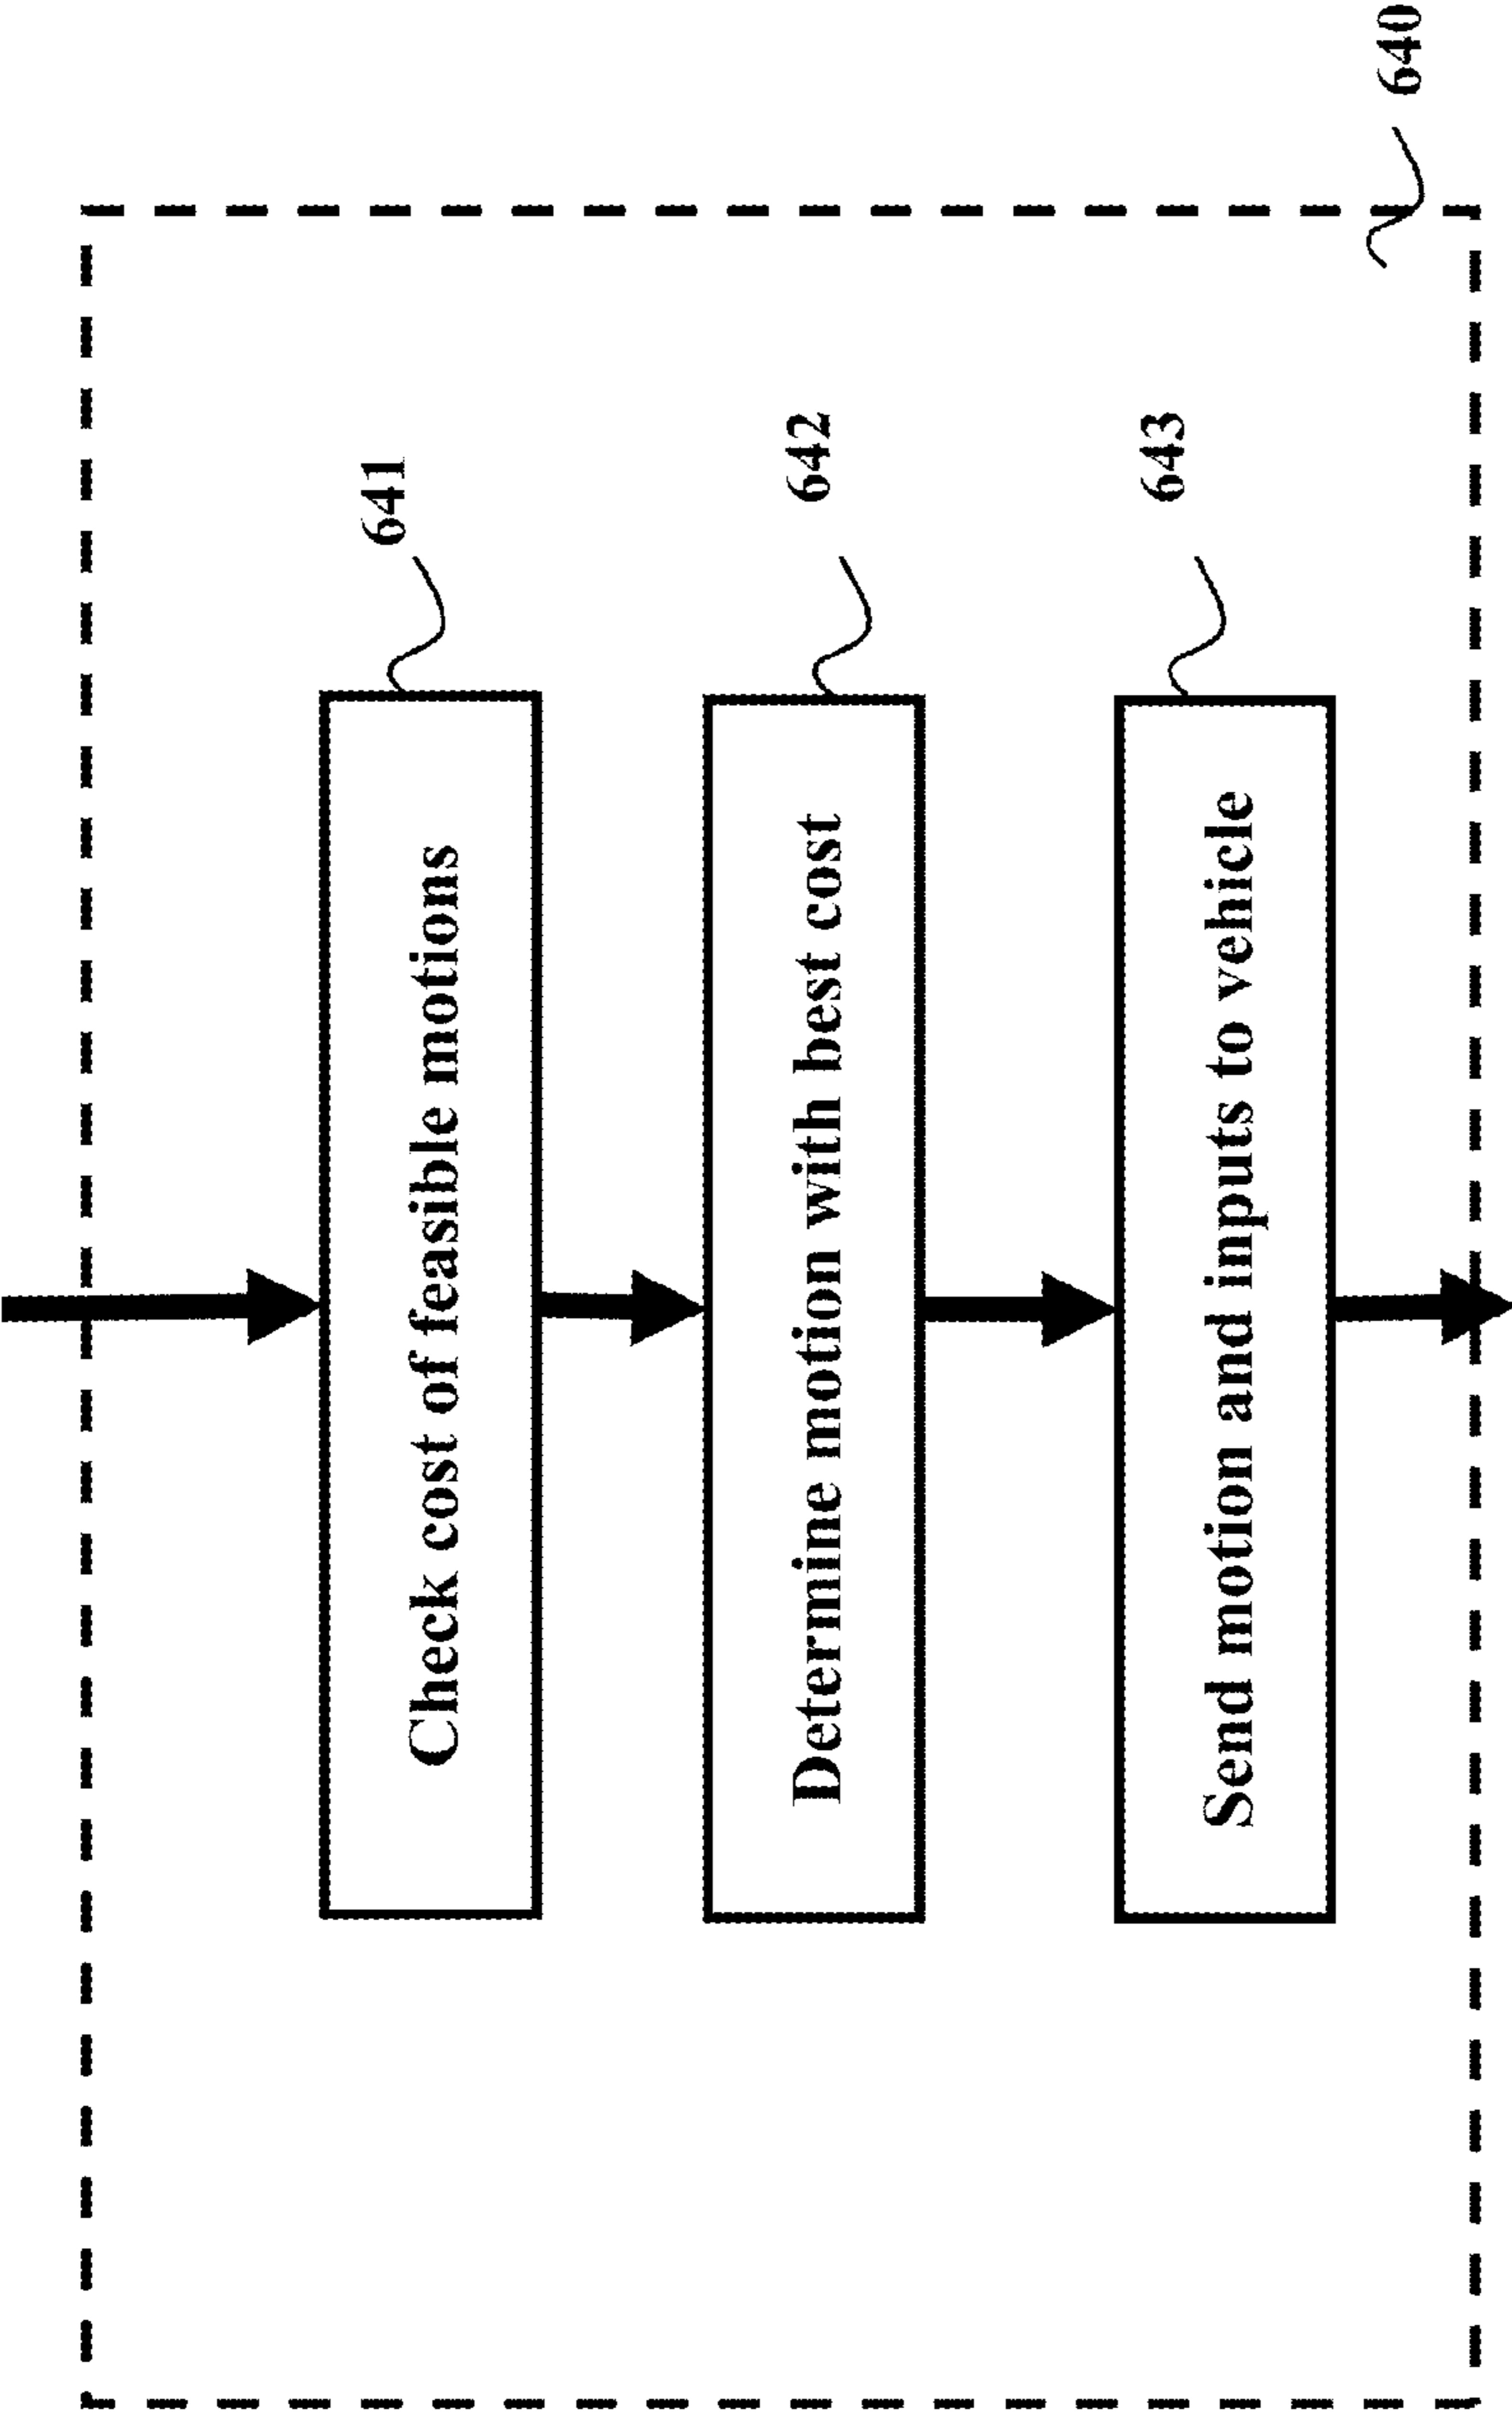 641
Check cost of feasible motions
642
Determine motion with best cost
643
Send motion and inputs to vehicle
640